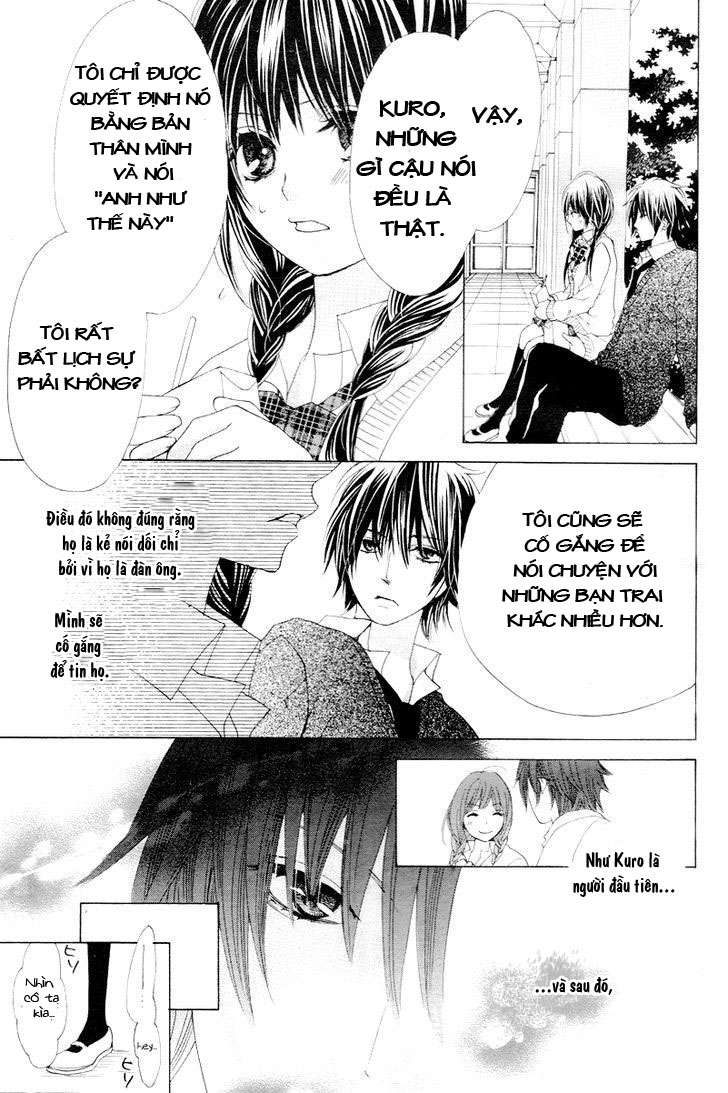 VẬY,
KURO,
NHỮNG
GÌ CẬU NÓI
ĐỀU LÀ
THẬT.
TÔI CHỈ ĐƯỢC
QUYẾT ĐỊNH NÓ
BẰNG BẢN
THÂN MÌNH
VÀ NÓI
"ANH NHƯ
THẾ NÀY"
TÔI RẤT
BẤT LỊCH SỰ
PHẢI KHÔNG?
TÔI CŨNG SẼ
CỐ GẮNG ĐỂ
NÓI CHUYỆN VỚI
NHỮNG BẠN TRAI
KHÁC NHIỀU HƠN.
Điều đó không đúng rằng
họ là kẻ nói dối chỉ
bởi vì họ là đàn ông.
Mình sẽ
cố gắng
để tin họ.
Như Kuro là
người đầu tiên...
...và sau đó,
hey...
ヒソ
Nhìn
cô ta
kìa...
ヒソ